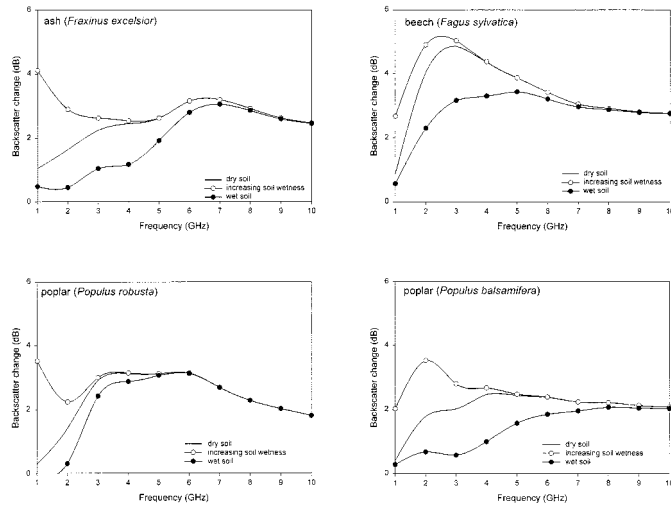 ash (Fraxinus excelsior)
Backscatter change (dB)
6
4
2
0
dry soil
increasing soil wetness
wet soil
1 2 3 4 5 6 7 8 9 10
Frequency (GHz)
beech (Fagus sylvatica)
Backscatter change (dB)
6
4
2
0
dry soil
increasing soil wetness
wet soil
1 2 3 4 5 6 7 8 9 10
Frequency (GHz)
poplar (Populus robusta)
Backscatter change (dB)
6
4
2
0
dry soil
increasing soil wetness
wet soil
1 2 3 4 5 6 7 8 9 10
Frequency (GHz)
poplar (Populus balsamifera)
Backscatter change (dB)
6
4
2
0
dry soil
increasing soil wetness
wet soil
1 2 3 4 5 6 7 8 9 10
Frequency (GHz)